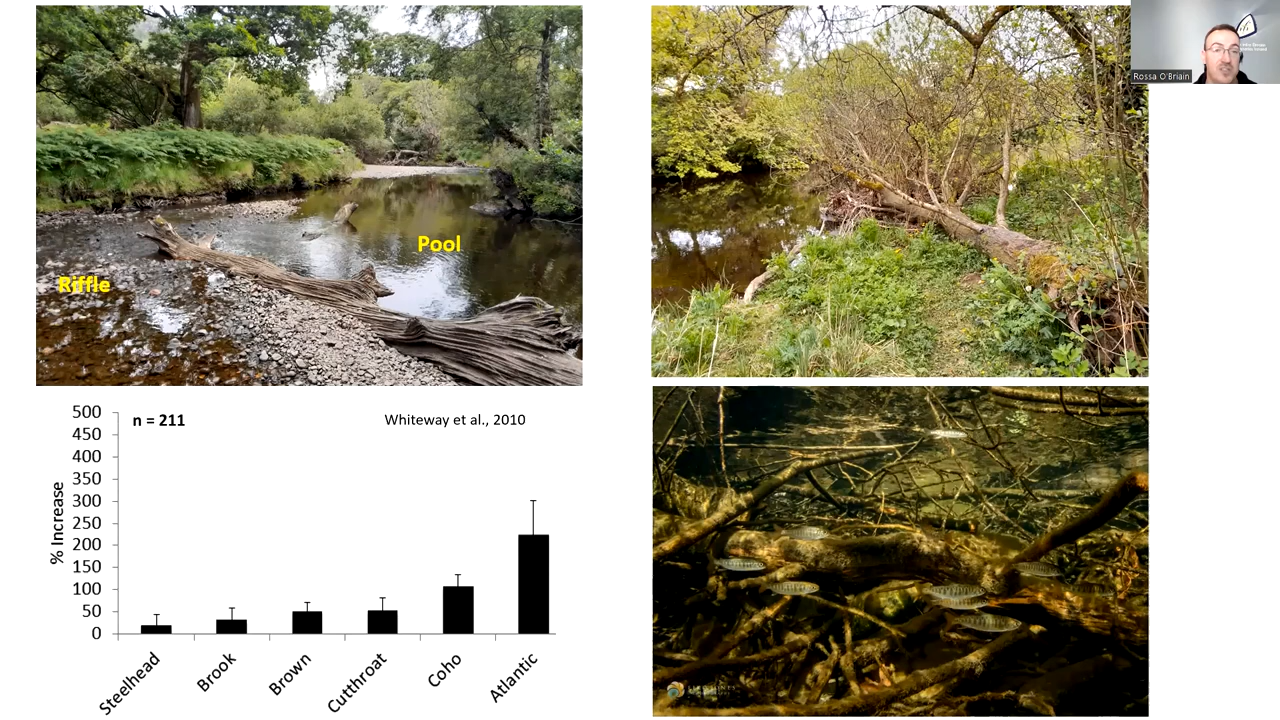 Rossa O'Briain
Pool
Riffle
n = 211
Whiteway et al., 2010
% Increase
500
450
400
350
300
250
200
150
100
50
0
Steelhead
Brook
Brown
Cutthroat
Coho
Atlantic